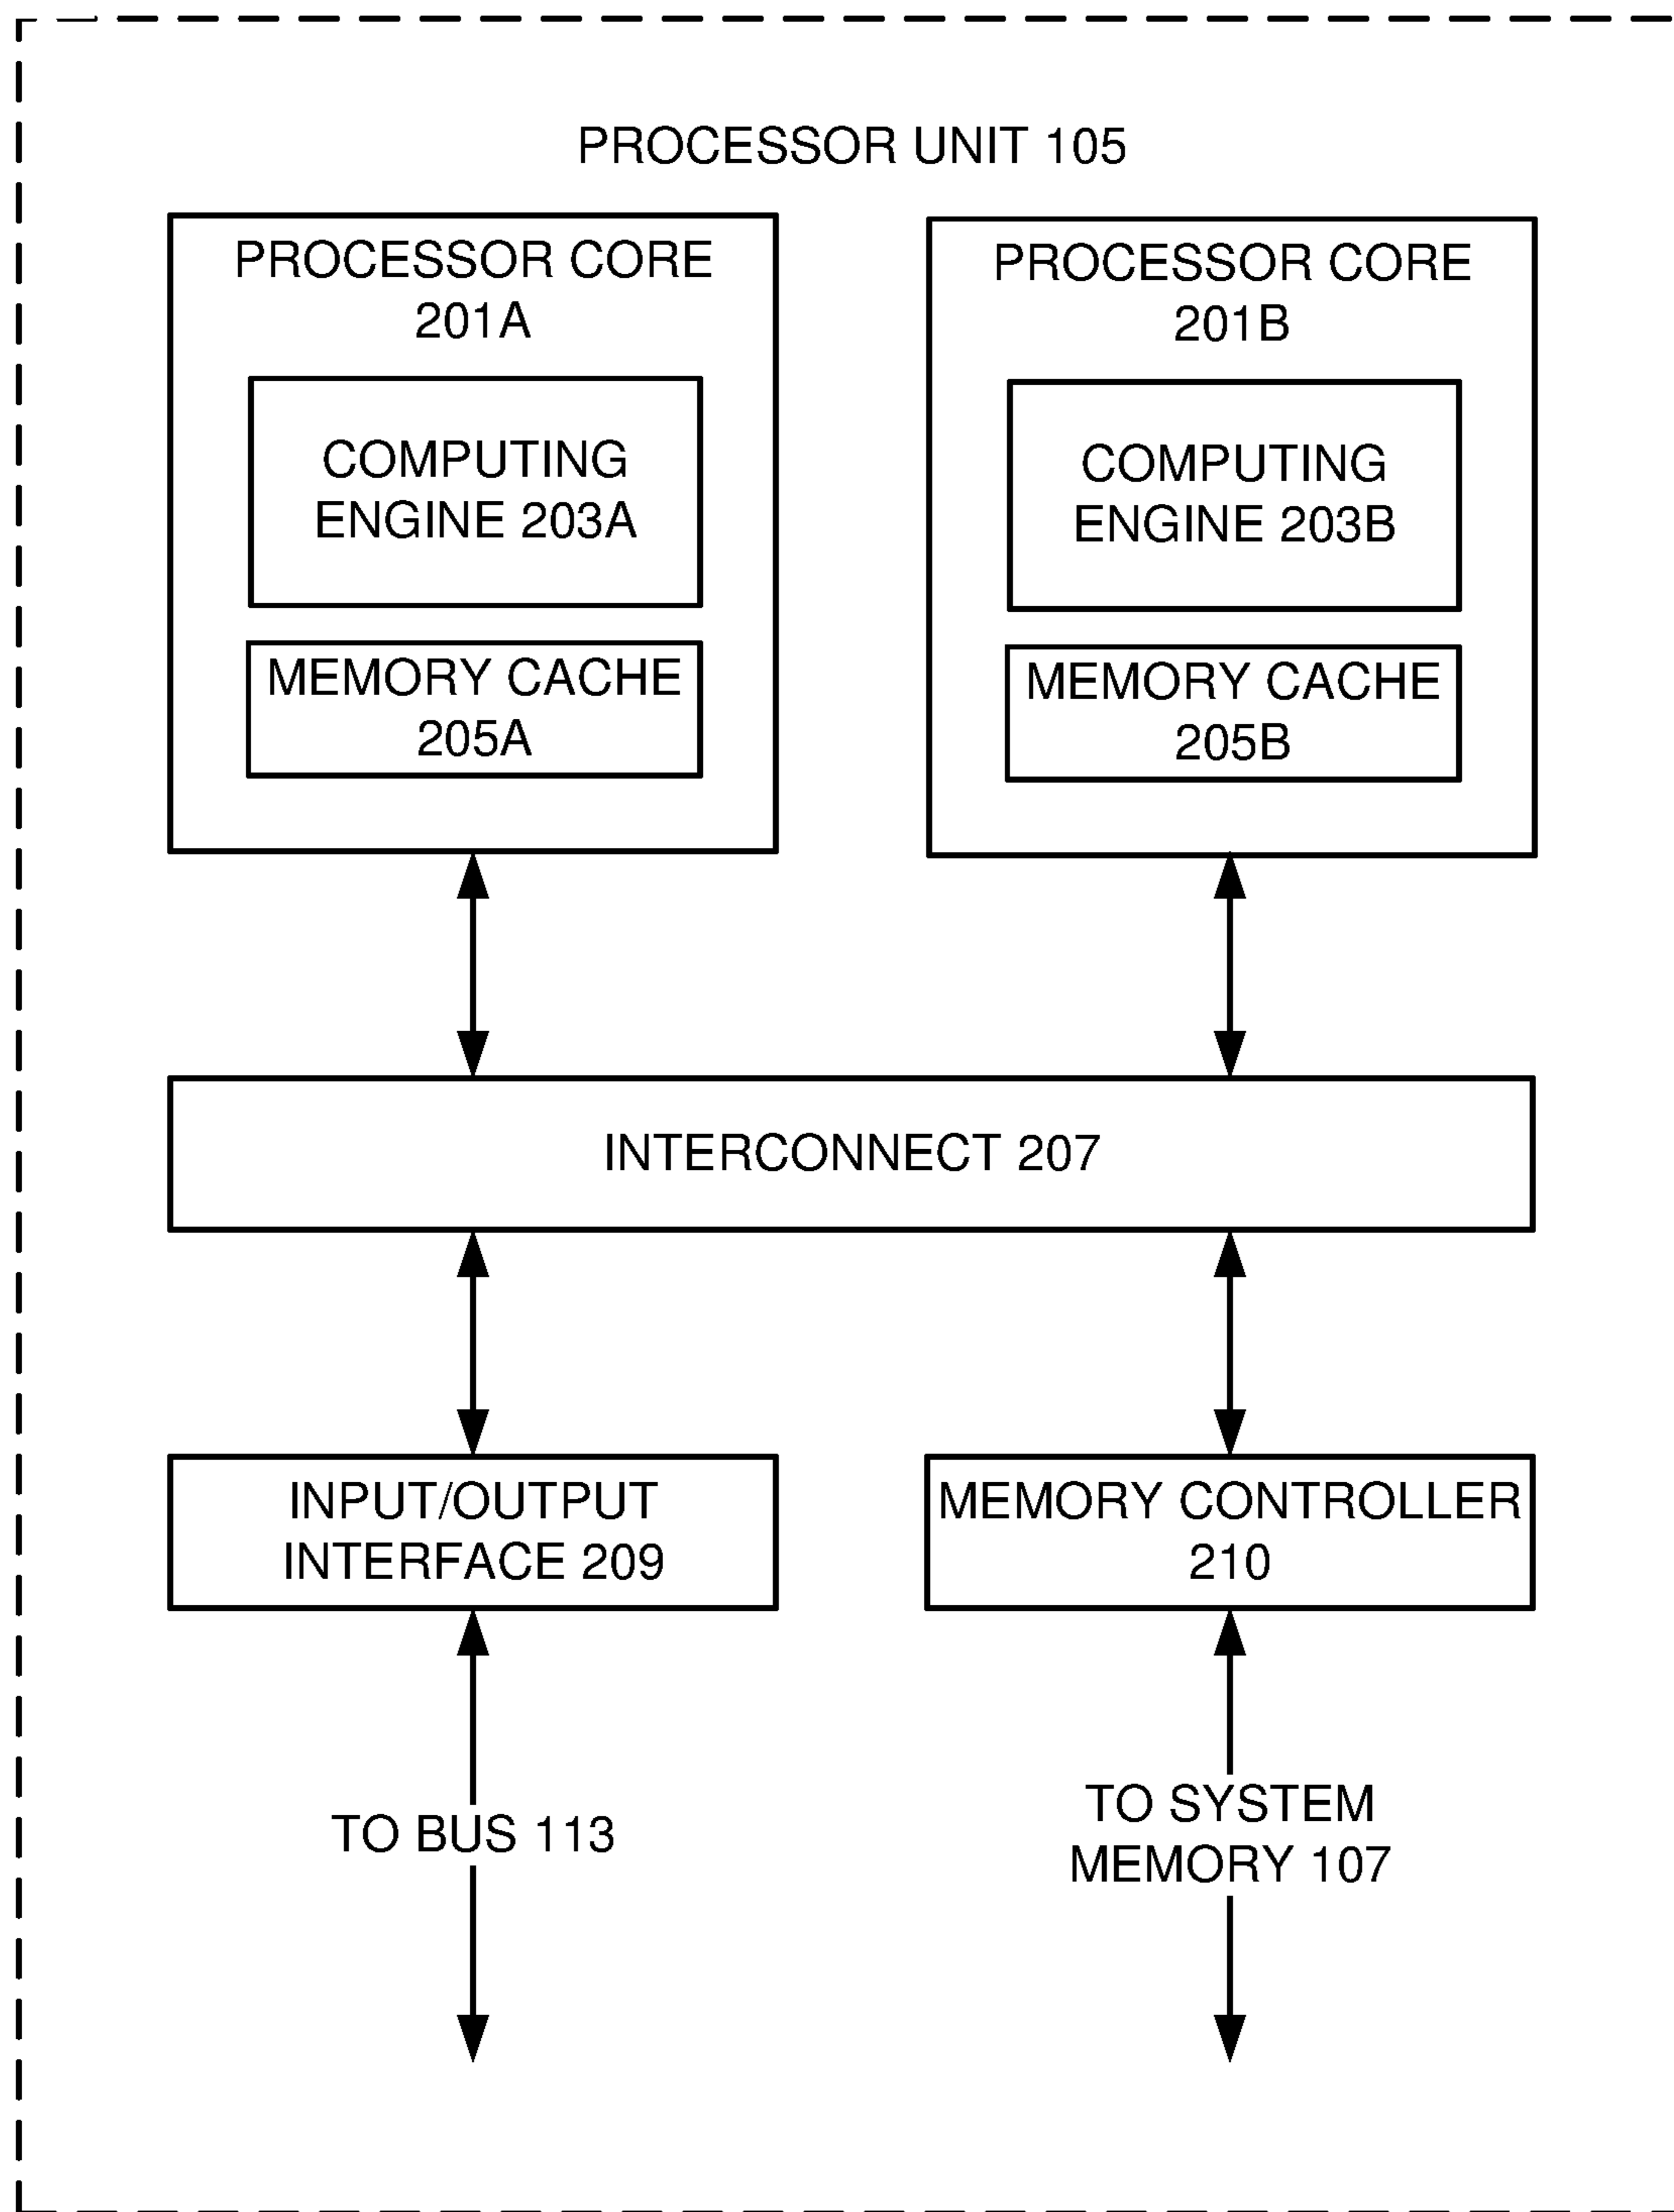 PROCESSOR UNIT 105
PROCESSOR CORE
201A
COMPUTING
ENGINE 203A
MEMORY CACHE
205A
PROCESSOR CORE
201B
COMPUTING
ENGINE 203B
MEMORY CACHE
205B
INTERCONNECT 207
INPUT/OUTPUT
INTERFACE 209
MEMORY CONTROLLER
210
TO BUS 113
TO SYSTEM
MEMORY 107